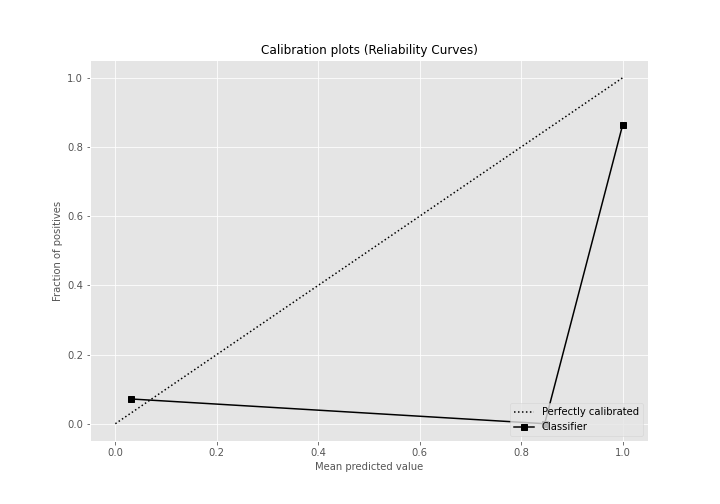 Calibration plots (Reliability Curves)
1.0
0.8
0.6
0.4
0.2
0.0
Fraction of positives
Perfectly calibrated
Classifier
0.0 0.2 0.4 0.6 0.8 1.0
Mean predicted value